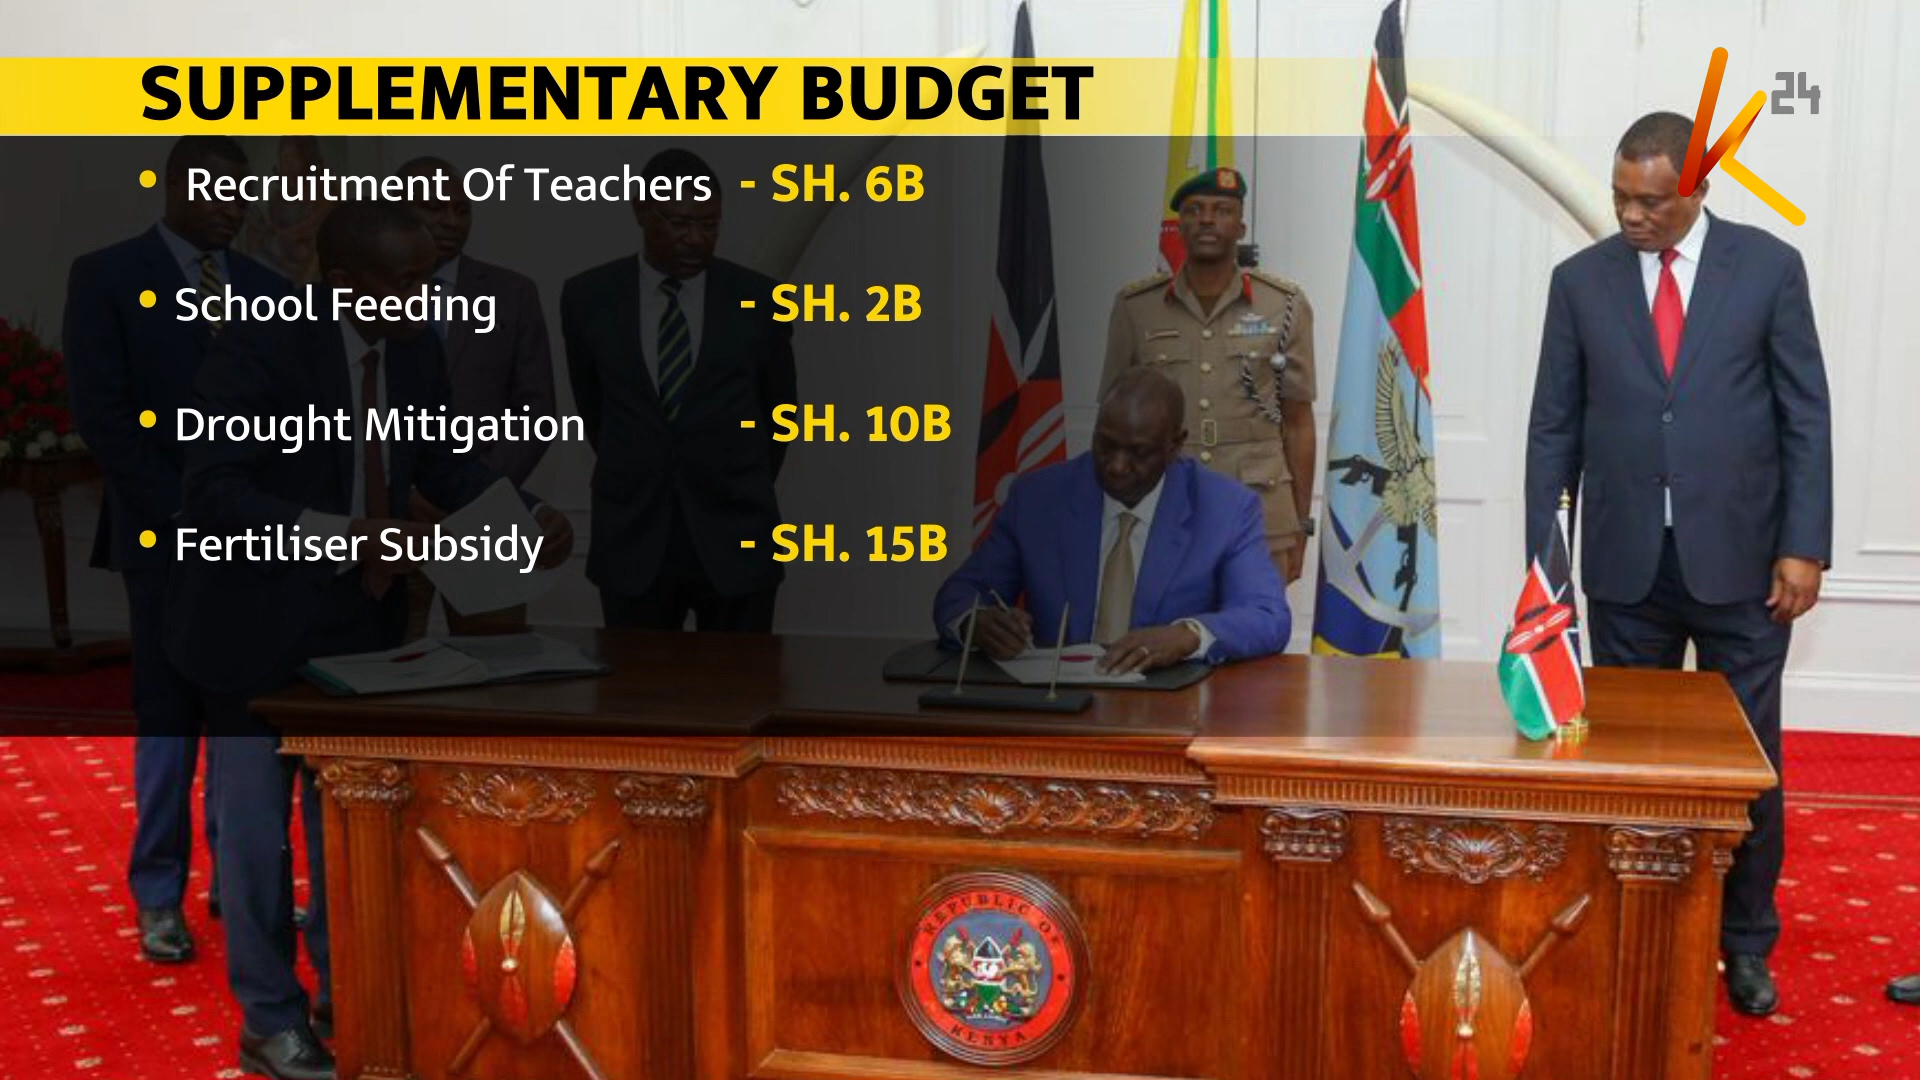 SUPPLEMENTARY BUDGET
K24
• Recruitment Of Teachers - SH. 6B
• School Feeding - SH. 2B
• Drought Mitigation - SH. 10B
• Fertiliser Subsidy - SH. 15B
REPUBLIC OF
KENYA